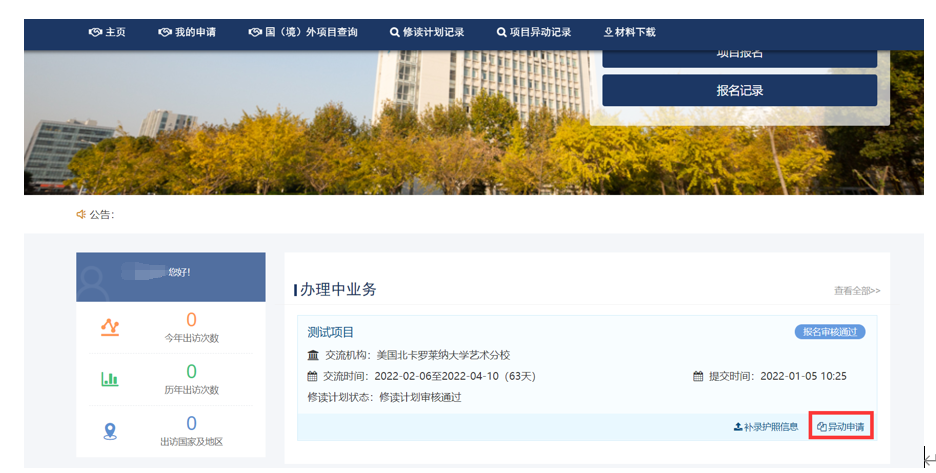 主页 我的申请 国（境）外项目查询 修读计划记录 项目异动记录 材料下载
项目报名
报名记录
公告：
您好！
0
今年出访次数
0
历年出访次数
0
出访国家及地区
办理中业务 查看全部>>
测试项目 报名审核通过
交流机构：美国北卡罗莱纳大学艺术分校
交流时间：2022-02-06至2022-04-10（63天） 提交时间：2022-01-05 10:25
修读计划状态：修读计划审核通过
补录护照信息 异动申请